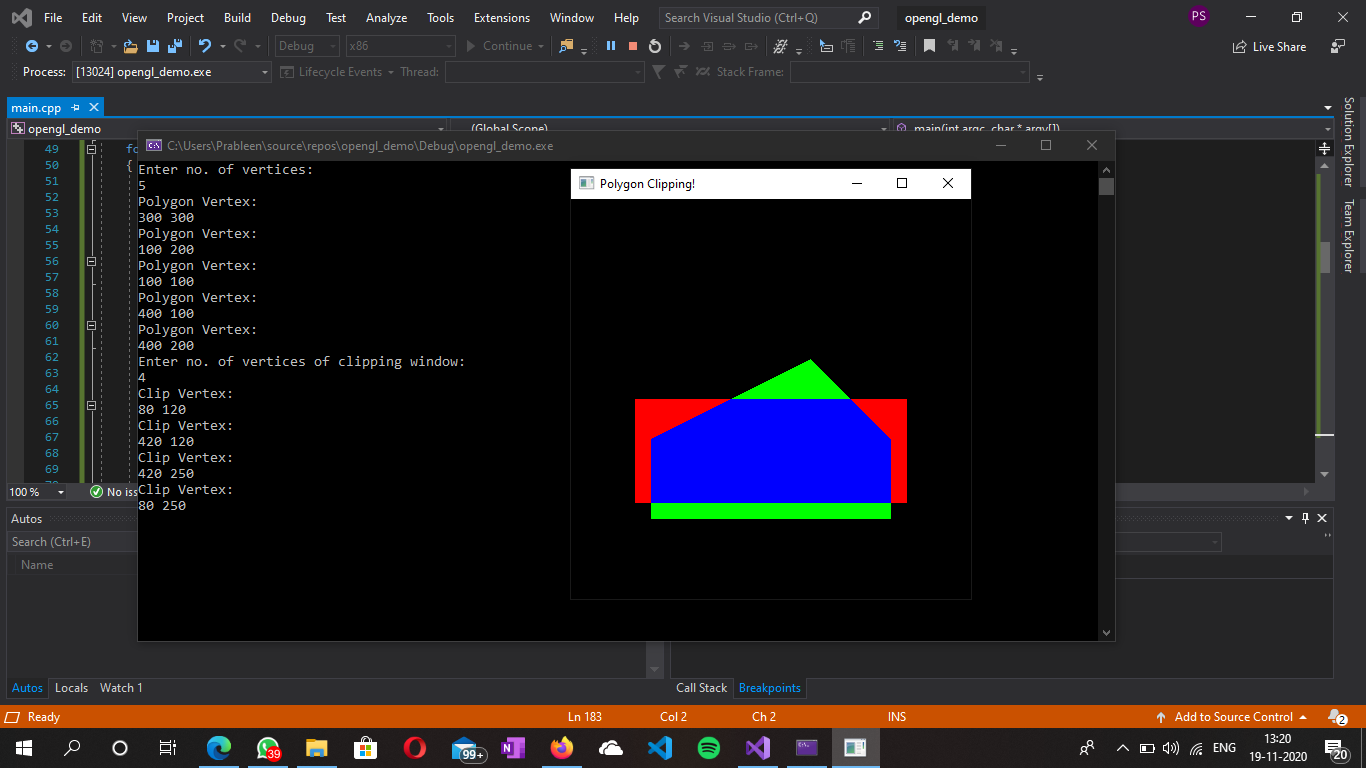 File Edit View Project Build Debug Test Analyze Tools Extensions Window Help Search Visual Studio (Ctrl+Q) opengl_demo PS
Debug x86 Continue Live Share
Process: [13024] opengl_demo.exe Lifecycle Events Thread: Stack Frame:
main.cpp
opengl_demo (Global Scope) main(int argc, char * argv[])
C:\Users\Prableen\source\repos\opengl_demo\Debug\opengl_demo.exe
49
50 {
51
52
53
54
55
56
57
58
59
60
61
62
63
64
65
66
67
68
69
Enter no. of vertices:
5
Polygon Vertex:
300 300
Polygon Vertex:
100 200
Polygon Vertex:
100 100
Polygon Vertex:
400 100
Polygon Vertex:
400 200
Enter no. of vertices of clipping window:
4
Clip Vertex:
80 120
Clip Vertex:
420 120
Clip Vertex:
420 250
Clip Vertex:
80 250
Polygon Clipping!
Solution Explorer
Team Explorer
100 % No iss
Autos
Search (Ctrl+E)
Name
Autos Locals Watch 1 Call Stack Breakpoints
Ready Ln 183 Col 2 Ch 2 INS Add to Source Control 2
39 99+ ENG 13:20
19-11-2020 20